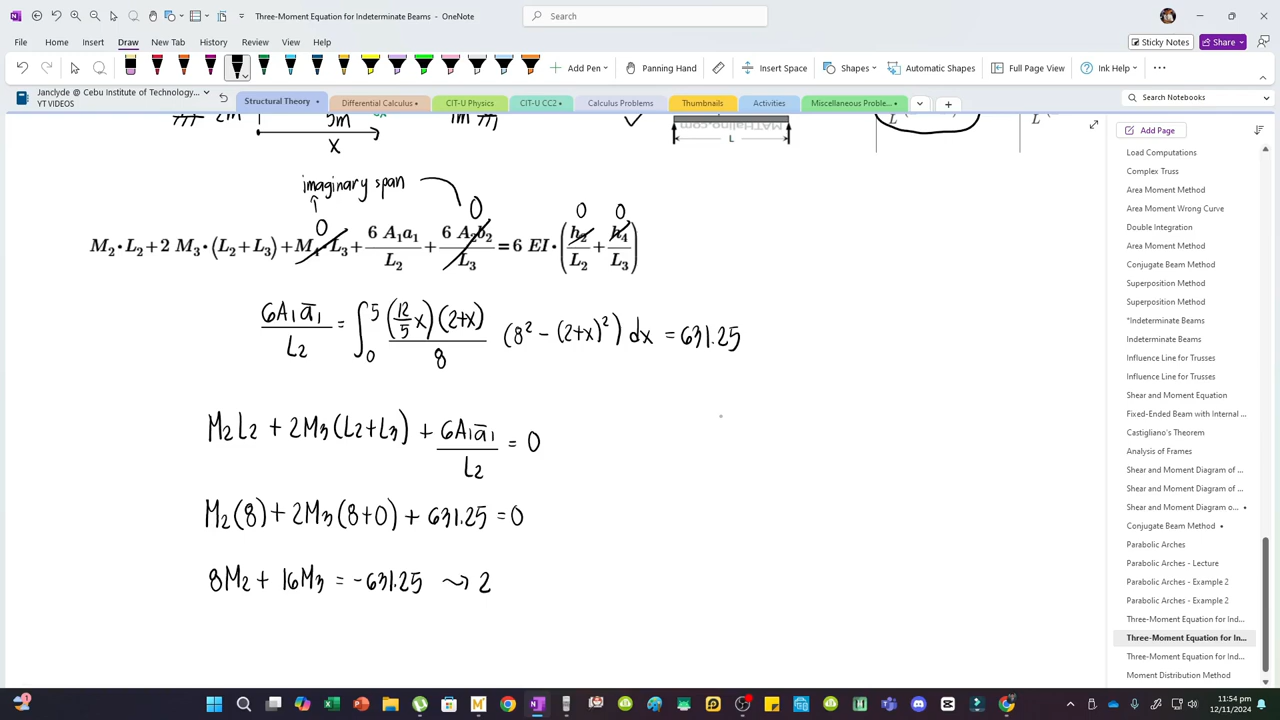 Three-Moment Equation for Indeterminate Beams - OneNote
Search
File Home Insert Draw New Tab History Review View Help
Sticky Notes Share
Add Pen Panning Hand Insert Space Shapes Automatic Shapes Full Page View Ink Help
Janclyde @ Cebu Institute of Technology...
YT VIDEOS
Structural Theory Differential Calculus CIT-U Physics CIT-U CC2 Calculus Problems Thumbnails Activities Miscellaneous Proble...
Search Notebooks
Add Page
2m 5m 1m
x
MATHalino.com
L
L
imaginary span
0 0 0 0
M₂·L₂+2 M₃·(L₂+L₃)+M₄·L₃+6 A₁a₁/L₂+6 A₂b₂/L₃=6 EI·(h₂/L₂+h₄/L₃)
6A₁a̅₁/L₂ = ∫₀⁵ (12/5 x)(2+x)/8 (8² - (2+x)²) dx = 631.25
M₂L₂ + 2M₃(L₂+L₃) + 6A₁a̅₁/L₂ = 0
M₂(8) + 2M₃(8+0) + 631.25 = 0
8M₂ + 16M₃ = -631.25 ⤳ 2
Load Computations
Complex Truss
Area Moment Method
Area Moment Wrong Curve
Double Integration
Area Moment Method
Conjugate Beam Method
Superposition Method
Superposition Method
*Indeterminate Beams
Indeterminate Beams
Influence Line for Trusses
Influence Line for Trusses
Shear and Moment Equation
Fixed-Ended Beam with Internal ...
Castigliano's Theorem
Analysis of Frames
Shear and Moment Diagram of ...
Shear and Moment Diagram of ...
Shear and Moment Diagram o...
Conjugate Beam Method
Parabolic Arches
Parabolic Arches - Lecture
Parabolic Arches - Example 2
Parabolic Arches - Example 2
Three-Moment Equation for Ind...
Three-Moment Equation for In...
Three-Moment Equation for Ind...
Moment Distribution Method
11:54 pm
12/11/2024